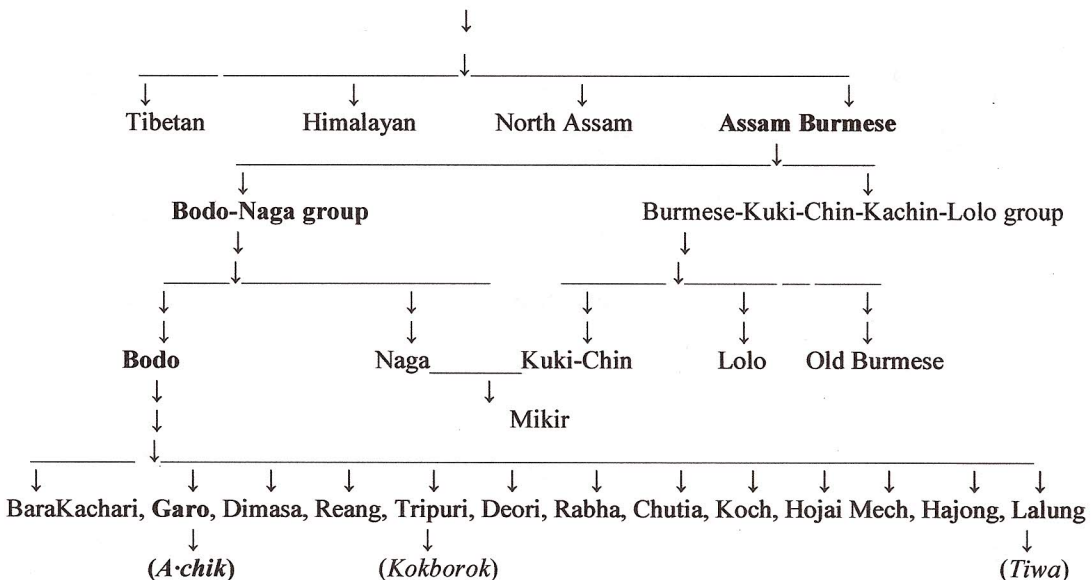 Tibetan Himalayan North Assam Assam Burmese
Bodo-Naga group Burmese-Kuki-Chin-Kachin-Lolo group
Bodo Naga Kuki-Chin Lolo Old Burmese
Mikir
BaraKachari, Garo, Dimasa, Reang, Tripuri, Deori, Rabha, Chutia, Koch, Hojai Mech, Hajong, Lalung
(A·chik) (Kokborok) (Tiwa)